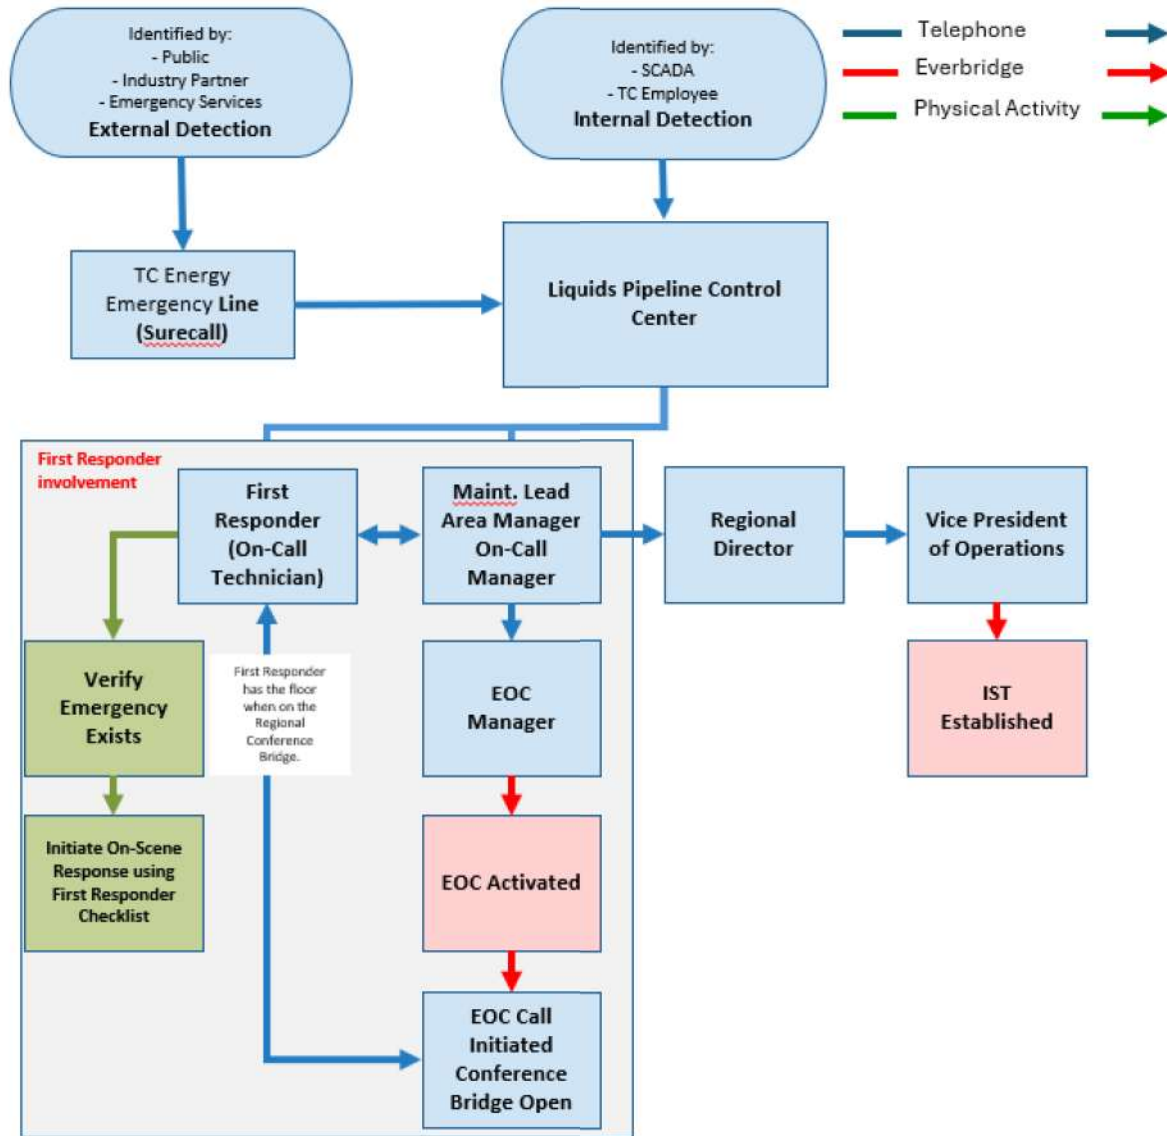 Identified by:
- Public
- Industry Partner
- Emergency Services
External Detection
Identified by:
- SCADA
- TC Employee
Internal Detection
Telephone
Everbridge
Physical Activity
TC Energy
Emergency Line
(Surecall)
Liquids Pipeline Control
Center
First Responder
involvement
First
Responder
(On-Call
Technician)
Maint. Lead
Area Manager
On-Call
Manager
Regional
Director
Vice President
of Operations
Verify
Emergency
Exists
First Responder
has the floor
when on the
Regional
Conference
Bridge.
EOC
Manager
IST
Established
Initiate On-Scene
Response using
First Responder
Checklist
EOC Activated
EOC Call
Initiated
Conference
Bridge Open